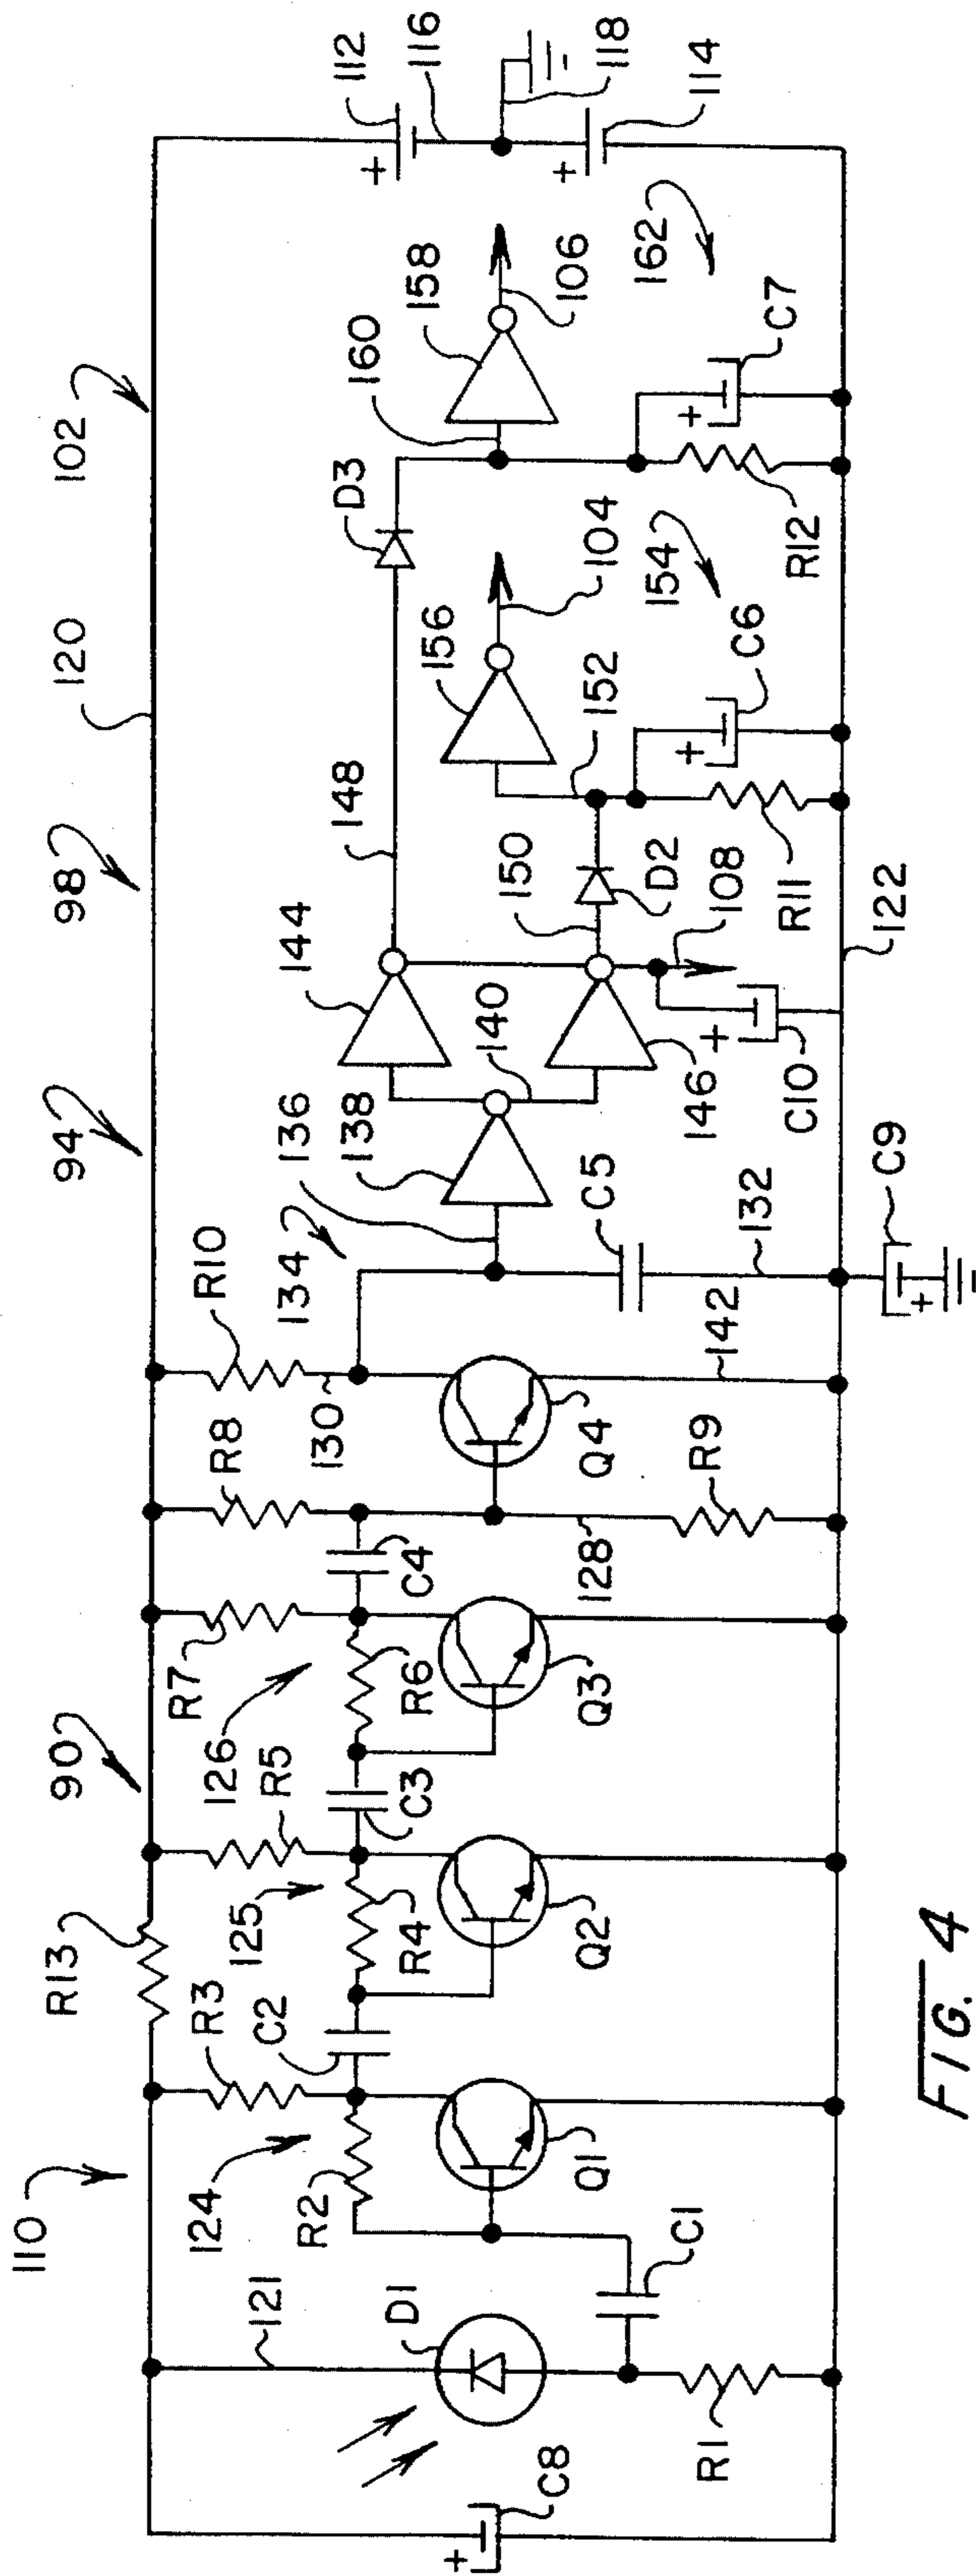 110
90
94
98
120
102
R13
R3
R5
R7
R8
R10
121
124
R2
C2
125
R4
C3
126
R6
C4
130
134
136
138
140
144
148
150
D3
160
158
112
116
118
106
156
104
152
D1
C8
R1
C1
Q1
Q2
Q3
128
Q4
R9
142
132
C5
146
C10
C9
108
D2
R11
122
154
C6
R12
162
C7
114
+
+
+
+
+
+
+
+
FIG. 4